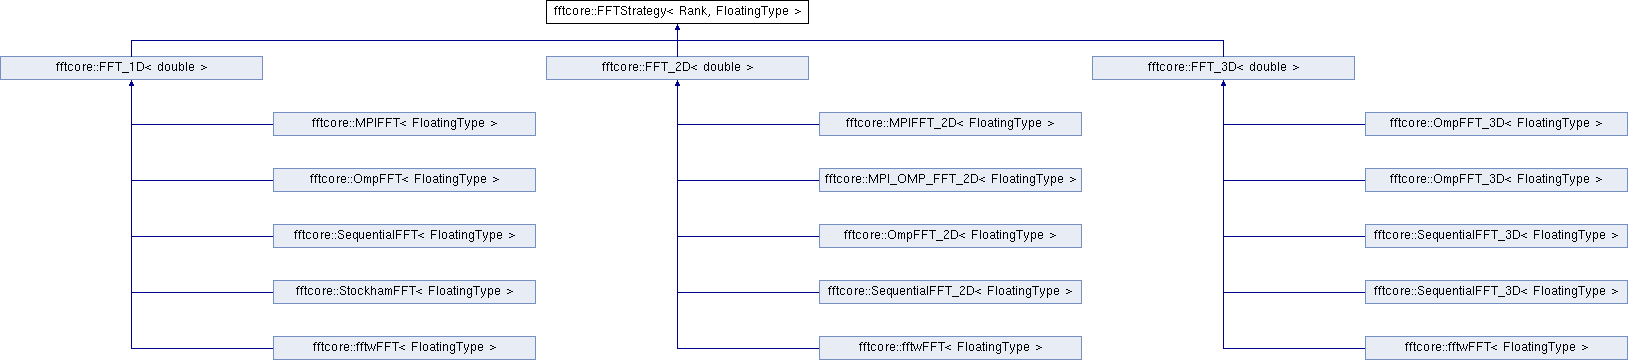 fftcore::FFTStrategy< Rank, FloatingType >
fftcore::FFT_1D< double >
fftcore::FFT_2D< double >
fftcore::FFT_3D< double >
fftcore::MPIFFT< FloatingType >
fftcore::MPIFFT_2D< FloatingType >
fftcore::OmpFFT_3D< FloatingType >
fftcore::OmpFFT< FloatingType >
fftcore::MPI_OMP_FFT_2D< FloatingType >
fftcore::OmpFFT_3D< FloatingType >
fftcore::SequentialFFT< FloatingType >
fftcore::OmpFFT_2D< FloatingType >
fftcore::SequentialFFT_3D< FloatingType >
fftcore::StockhamFFT< FloatingType >
fftcore::SequentialFFT_2D< FloatingType >
fftcore::SequentialFFT_3D< FloatingType >
fftcore::fftwFFT< FloatingType >
fftcore::fftwFFT< FloatingType >
fftcore::fftwFFT< FloatingType >